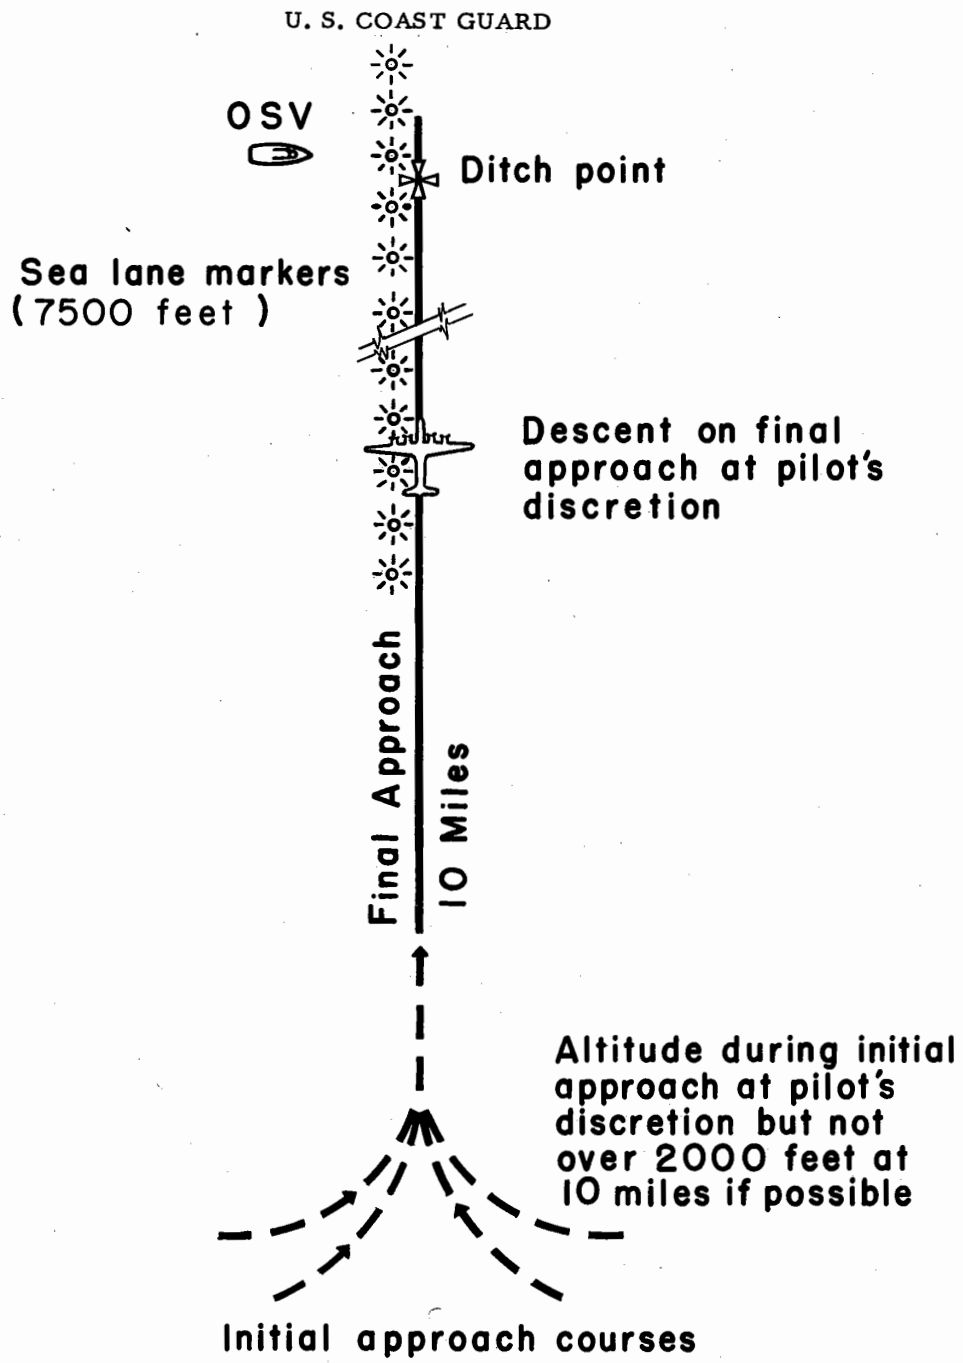 U. S. COAST GUARD
OSV
Ditch point
Sea lane markers
(7500 feet )
Descent on final
approach at pilot's
discretion
Final Approach
10 Miles
Altitude during initial
approach at pilot's
discretion but not
over 2000 feet at
10 miles if possible
Initial approach courses